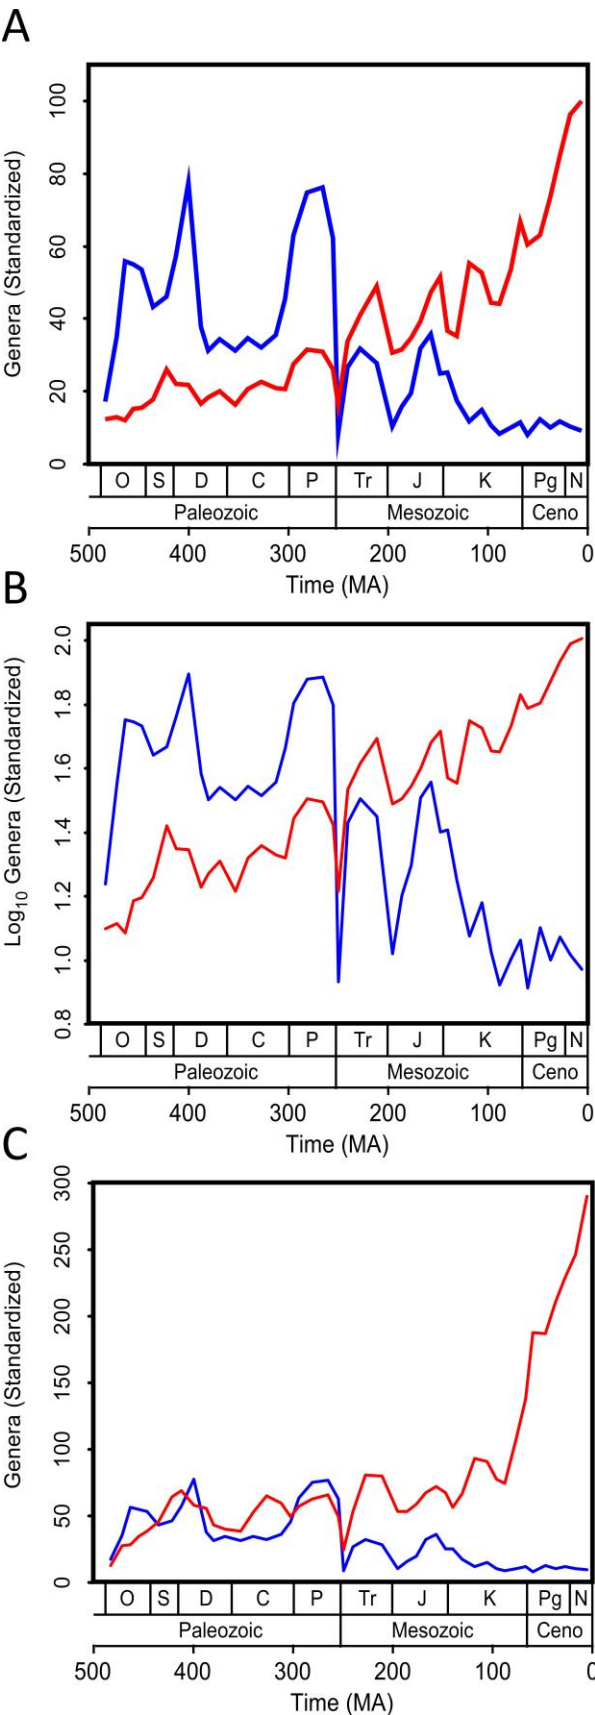 A
Genera (Standardized)
100
80
60
40
20
0
O S D C P Tr J K Pg N
Paleozoic Mesozoic Ceno
500 400 300 200 100 0
Time (MA)
B
Log10 Genera (Standardized)
2.0
1.8
1.6
1.4
1.2
1.0
0.8
O S D C P Tr J K Pg N
Paleozoic Mesozoic Ceno
500 400 300 200 100 0
Time (MA)
C
Genera (Standardized)
300
250
200
150
100
50
0
O S D C P Tr J K Pg N
Paleozoic Mesozoic Ceno
500 400 300 200 100 0
Time (MA)